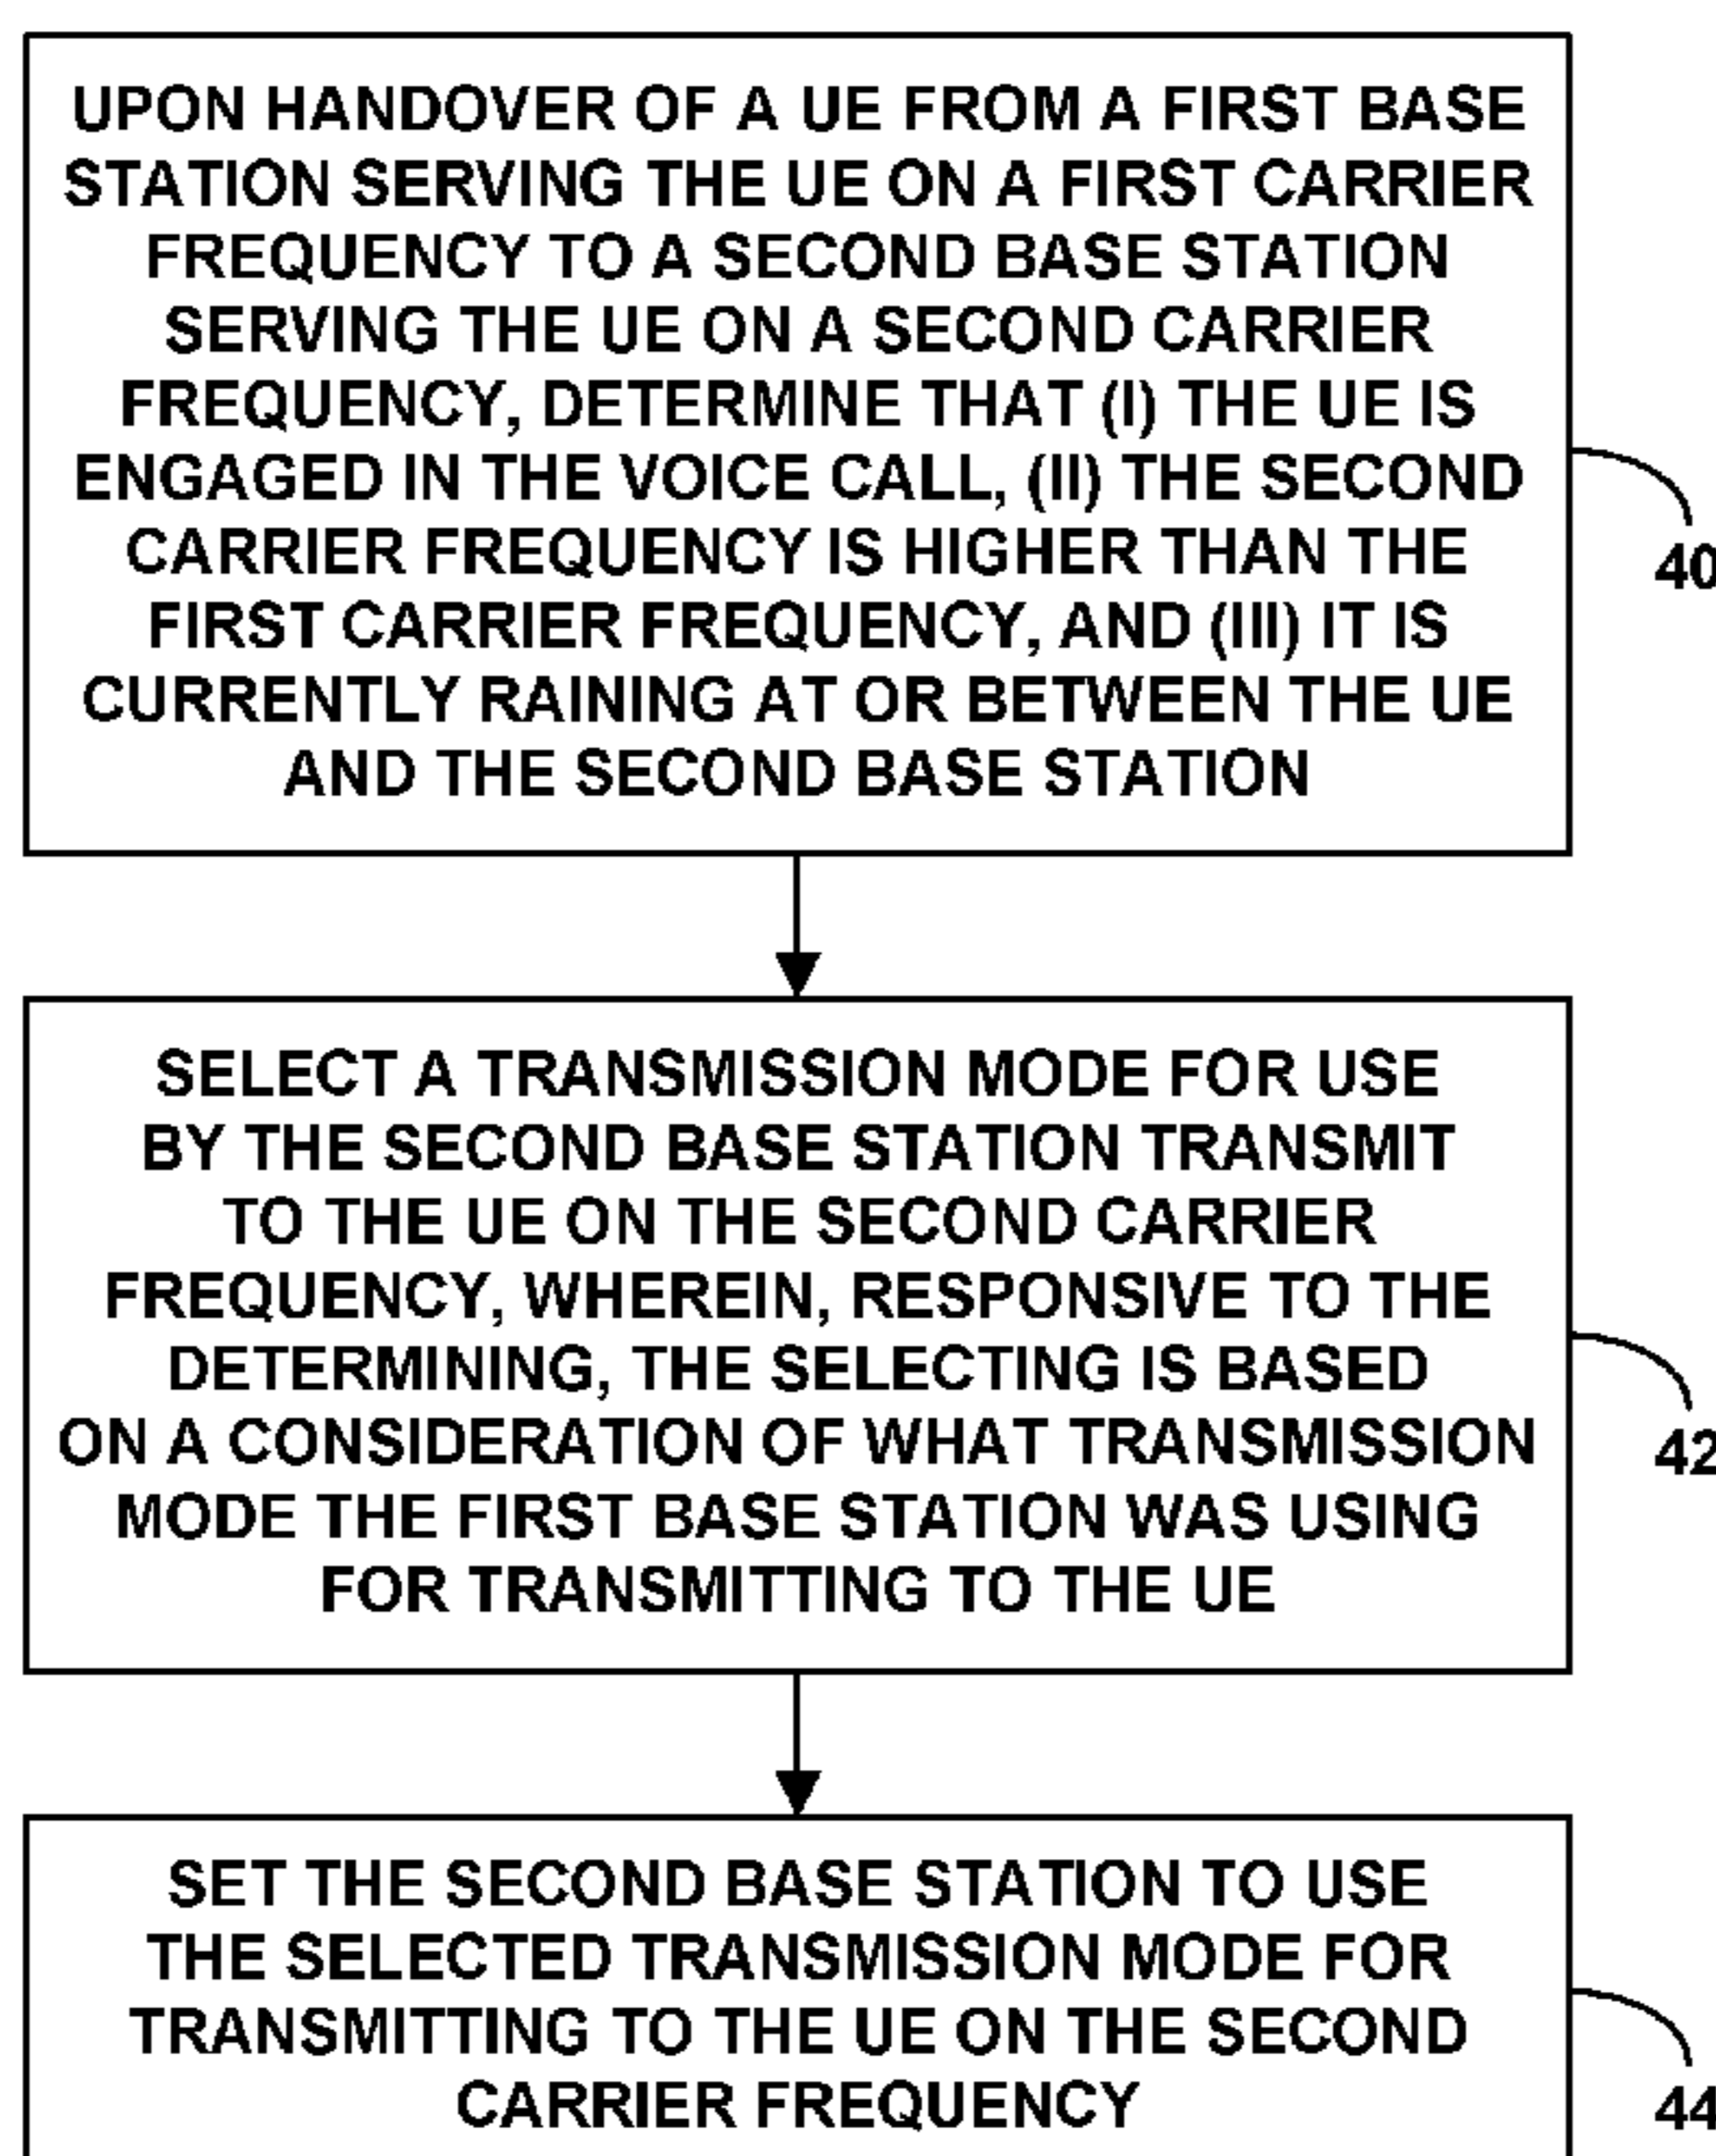 UPON HANDOVER OF A UE FROM A FIRST BASE
STATION SERVING THE UE ON A FIRST CARRIER
FREQUENCY TO A SECOND BASE STATION
SERVING THE UE ON A SECOND CARRIER
FREQUENCY, DETERMINE THAT (I) THE UE IS
ENGAGED IN THE VOICE CALL, (II) THE SECOND
CARRIER FREQUENCY IS HIGHER THAN THE
FIRST CARRIER FREQUENCY, AND (III) IT IS
CURRENTLY RAINING AT OR BETWEEN THE UE
AND THE SECOND BASE STATION
40
SELECT A TRANSMISSION MODE FOR USE
BY THE SECOND BASE STATION TRANSMIT
TO THE UE ON THE SECOND CARRIER
FREQUENCY, WHEREIN, RESPONSIVE TO THE
DETERMINING, THE SELECTING IS BASED
ON A CONSIDERATION OF WHAT TRANSMISSION
MODE THE FIRST BASE STATION WAS USING
FOR TRANSMITTING TO THE UE
42
SET THE SECOND BASE STATION TO USE
THE SELECTED TRANSMISSION MODE FOR
TRANSMITTING TO THE UE ON THE SECOND
CARRIER FREQUENCY
44